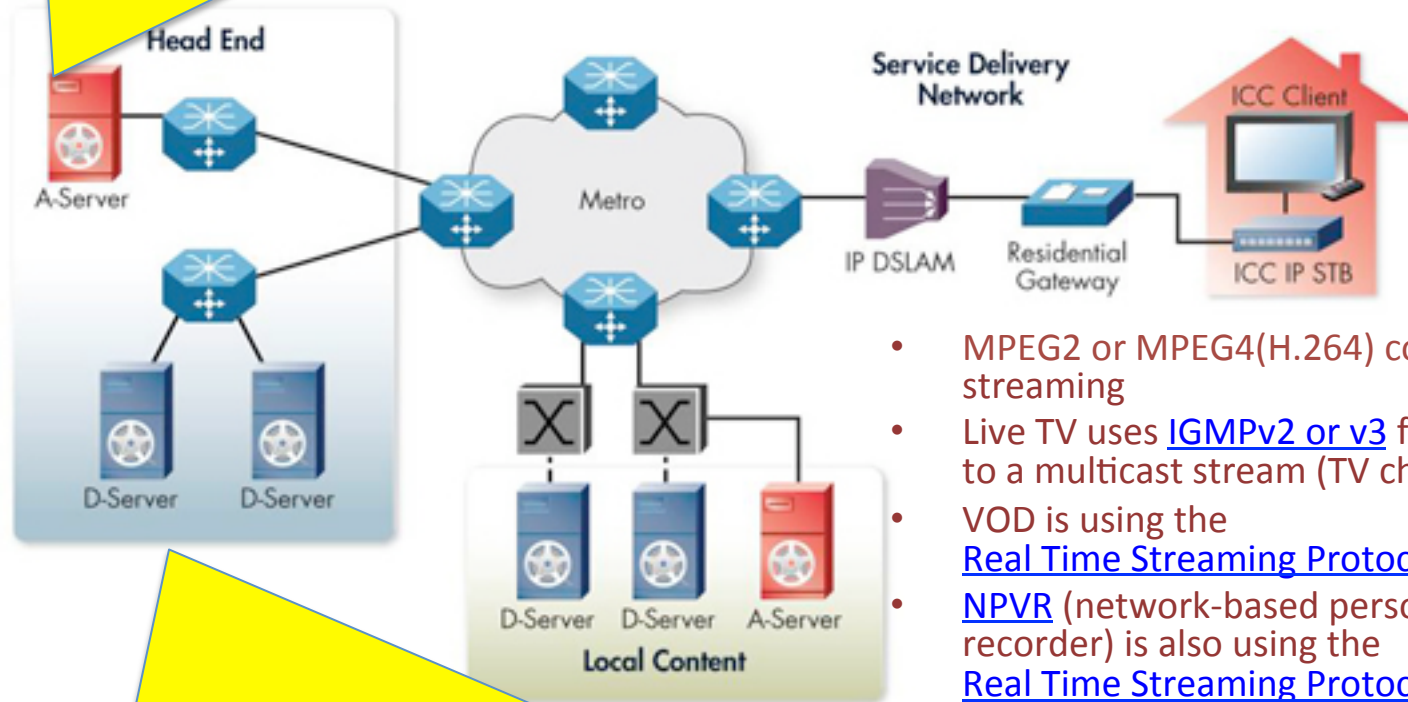 Head End
A-Server
D-Server D-Server
Metro
Service Delivery
Network
IP DSLAM
Residential
Gateway
ICC Client
ICC IP STB
D-Server D-Server A-Server
Local Content
• MPEG2 or MPEG4(H.264)
streaming
• Live TV uses IGMPv2 or v3
to a multicast stream (TV
• VOD is using the
Real Time Streaming
• NPVR (network-based
recorder) is also using the
Real Time Streaming